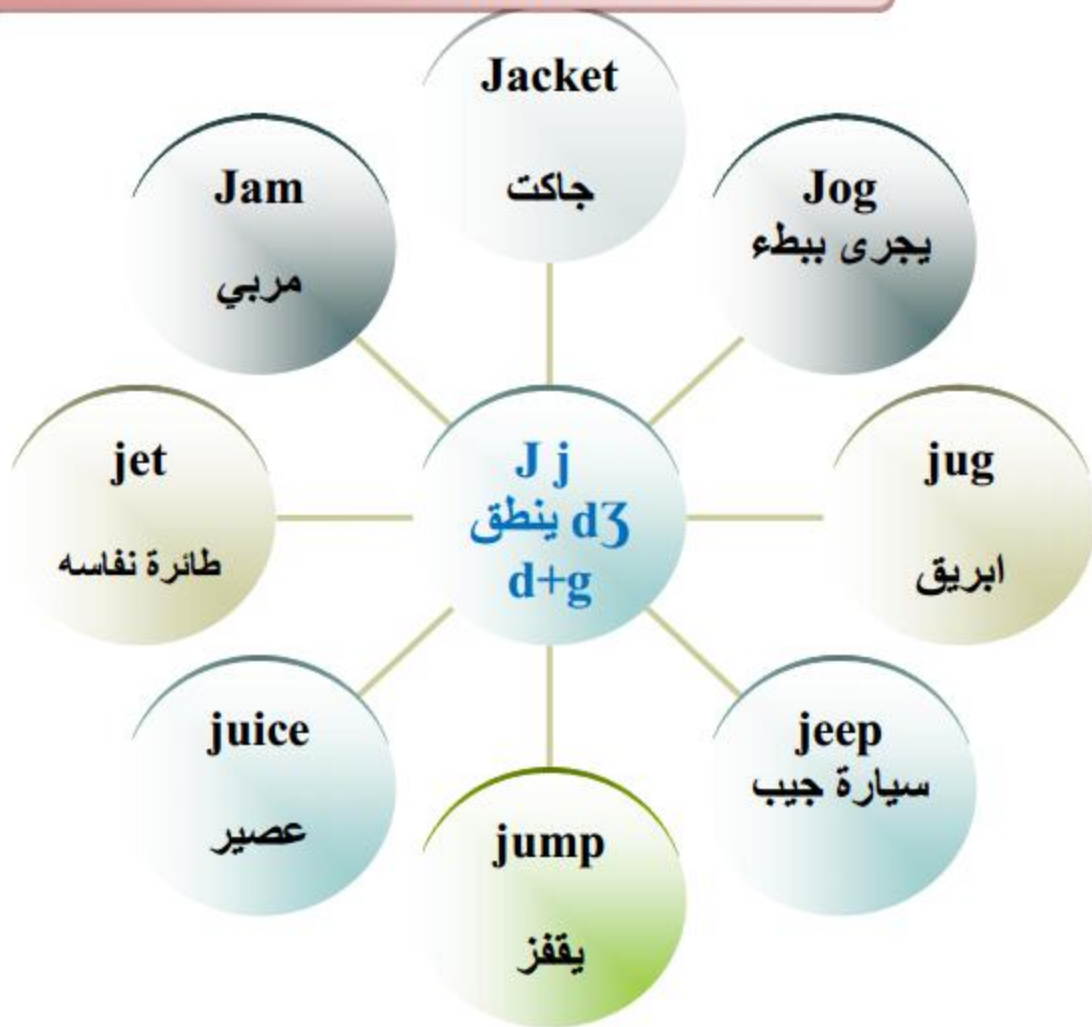 Jacket
جاكت
Jog
يجرى ببطء
jug
ابريق
jeep
سيارة جيب
jump
يقفز
juice
عصير
jet
طائرة نفاسه
Jam
مربي
J j
ينطق dʒ
d+g